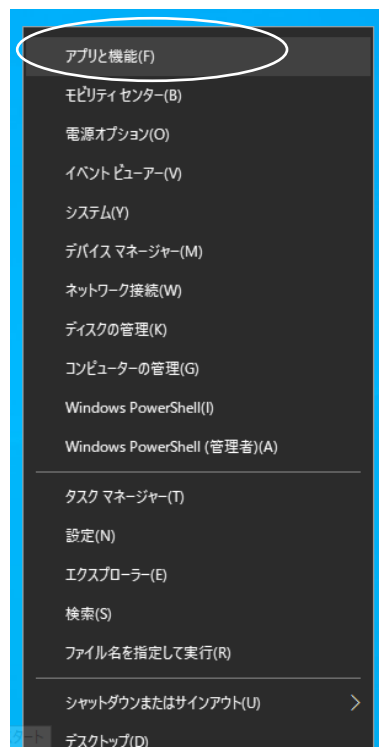 アプリと機能(F)
モビリティ センター(B)
電源オプション(O)
イベント ビューアー(V)
システム(Y)
デバイス マネージャー(M)
ネットワーク接続(W)
ディスクの管理(K)
コンピューターの管理(G)
Windows PowerShell(I)
Windows PowerShell (管理者)(A)
タスク マネージャー(T)
設定(N)
エクスプローラー(E)
検索(S)
ファイル名を指定して実行(R)
シャットダウンまたはサインアウト(U)
デスクトップ(D)